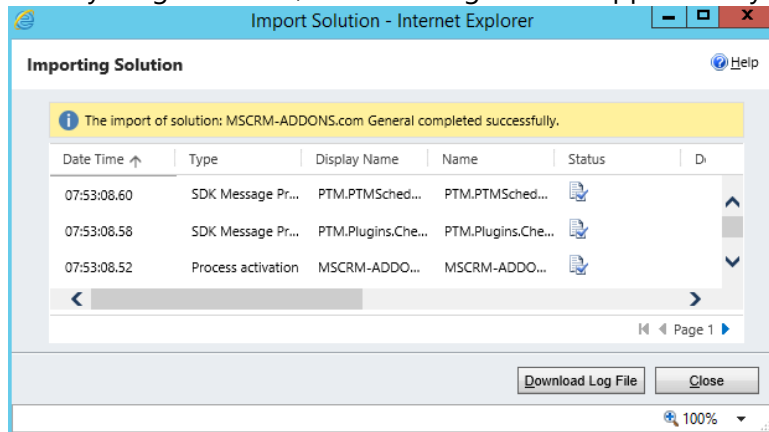 Import Solution - Internet Explorer
Importing Solution
Help
The import of solution: MSCRM-ADDONS.com General completed successfully.
Date Time Type Display Name Name Status
07:53:08.60 SDK Message Pr... PTM.PTMSched... PTM.PTMSched...
07:53:08.58 SDK Message Pr... PTM.Plugins.Che... PTM.Plugins.Che...
07:53:08.52 Process activation MSCRM-ADDO... MSCRM-ADDO...
Page 1
Download Log File Close
100%